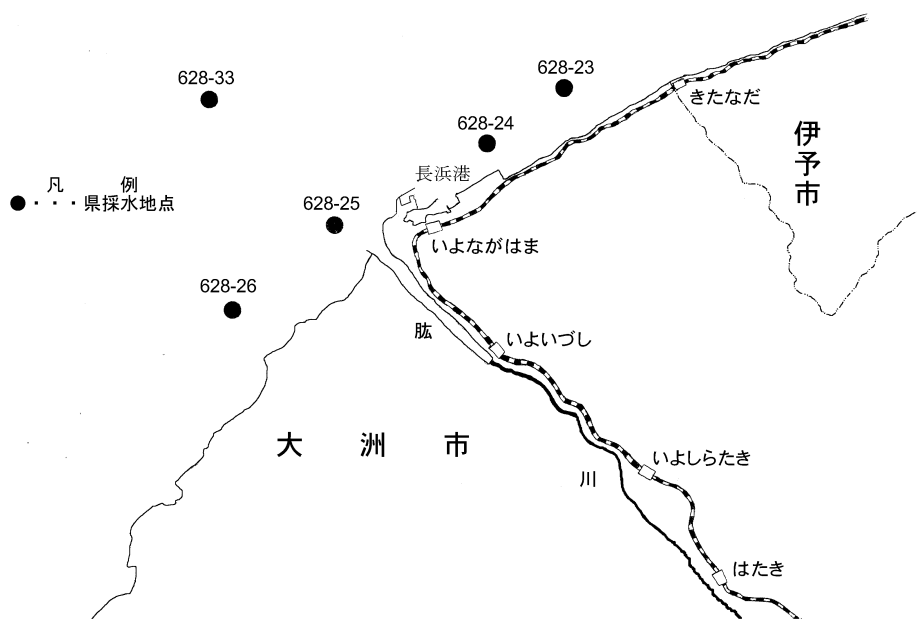 628-33
628-23
きたなだ
628-24
伊予市
長浜港
凡 例
●・・・県採水地点
628-25
いよながはま
628-26
肱川
いよいづし
大洲市
いよしらたき
はたき